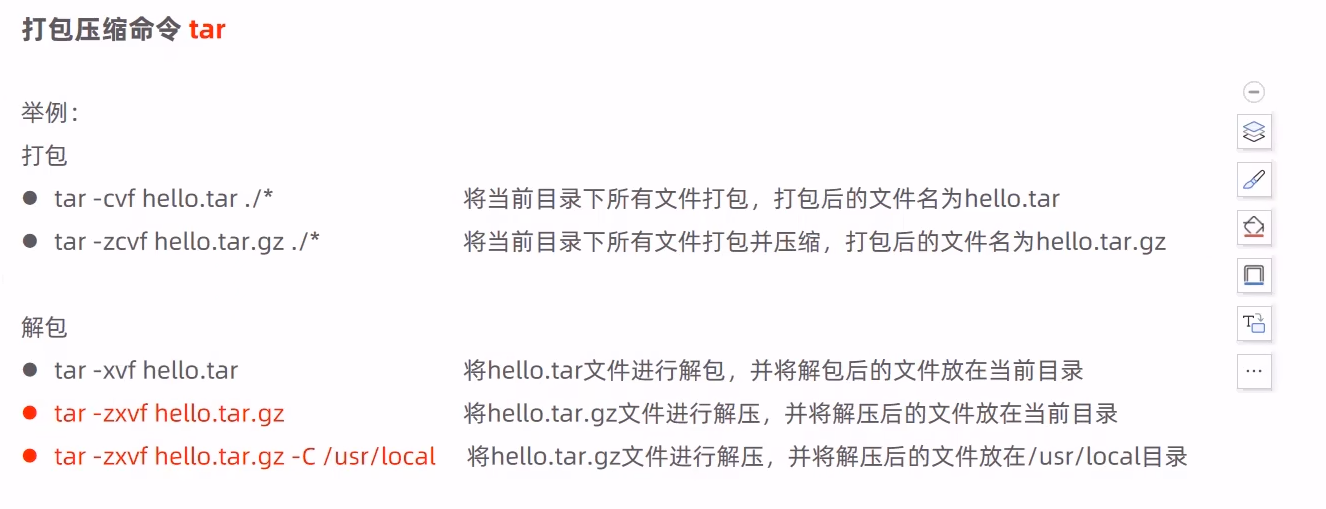 打包压缩命令 tar
举例：
打包
● tar -cvf hello.tar ./* 将当前目录下所有文件打包，打包后的文件名为hello.tar
● tar -zcvf hello.tar.gz ./* 将当前目录下所有文件打包并压缩，打包后的文件名为hello.tar.gz
解包
● tar -xvf hello.tar 将hello.tar文件进行解包，并将解包后的文件放在当前目录
● tar -zxvf hello.tar.gz 将hello.tar.gz文件进行解压，并将解压后的文件放在当前目录
● tar -zxvf hello.tar.gz -C /usr/local 将hello.tar.gz文件进行解压，并将解压后的文件放在/usr/local目录